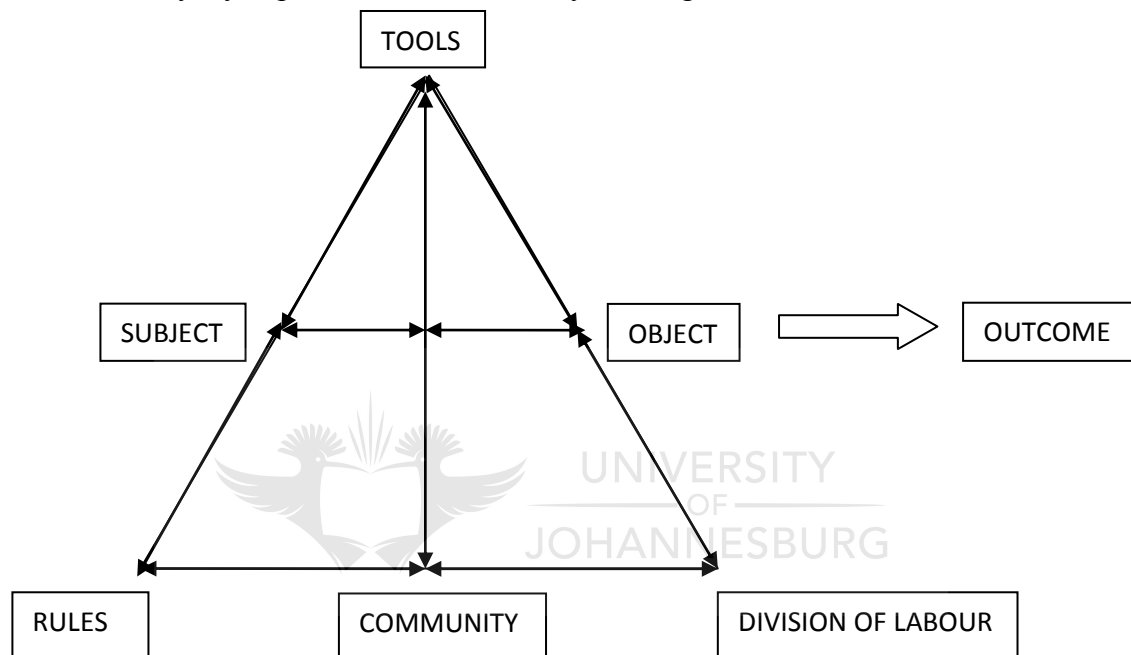 TOOLS
SUBJECT
OBJECT
OUTCOME
UNIVERSITY
OF
JOHANNESBURG
RULES
COMMUNITY
DIVISION OF LABOUR